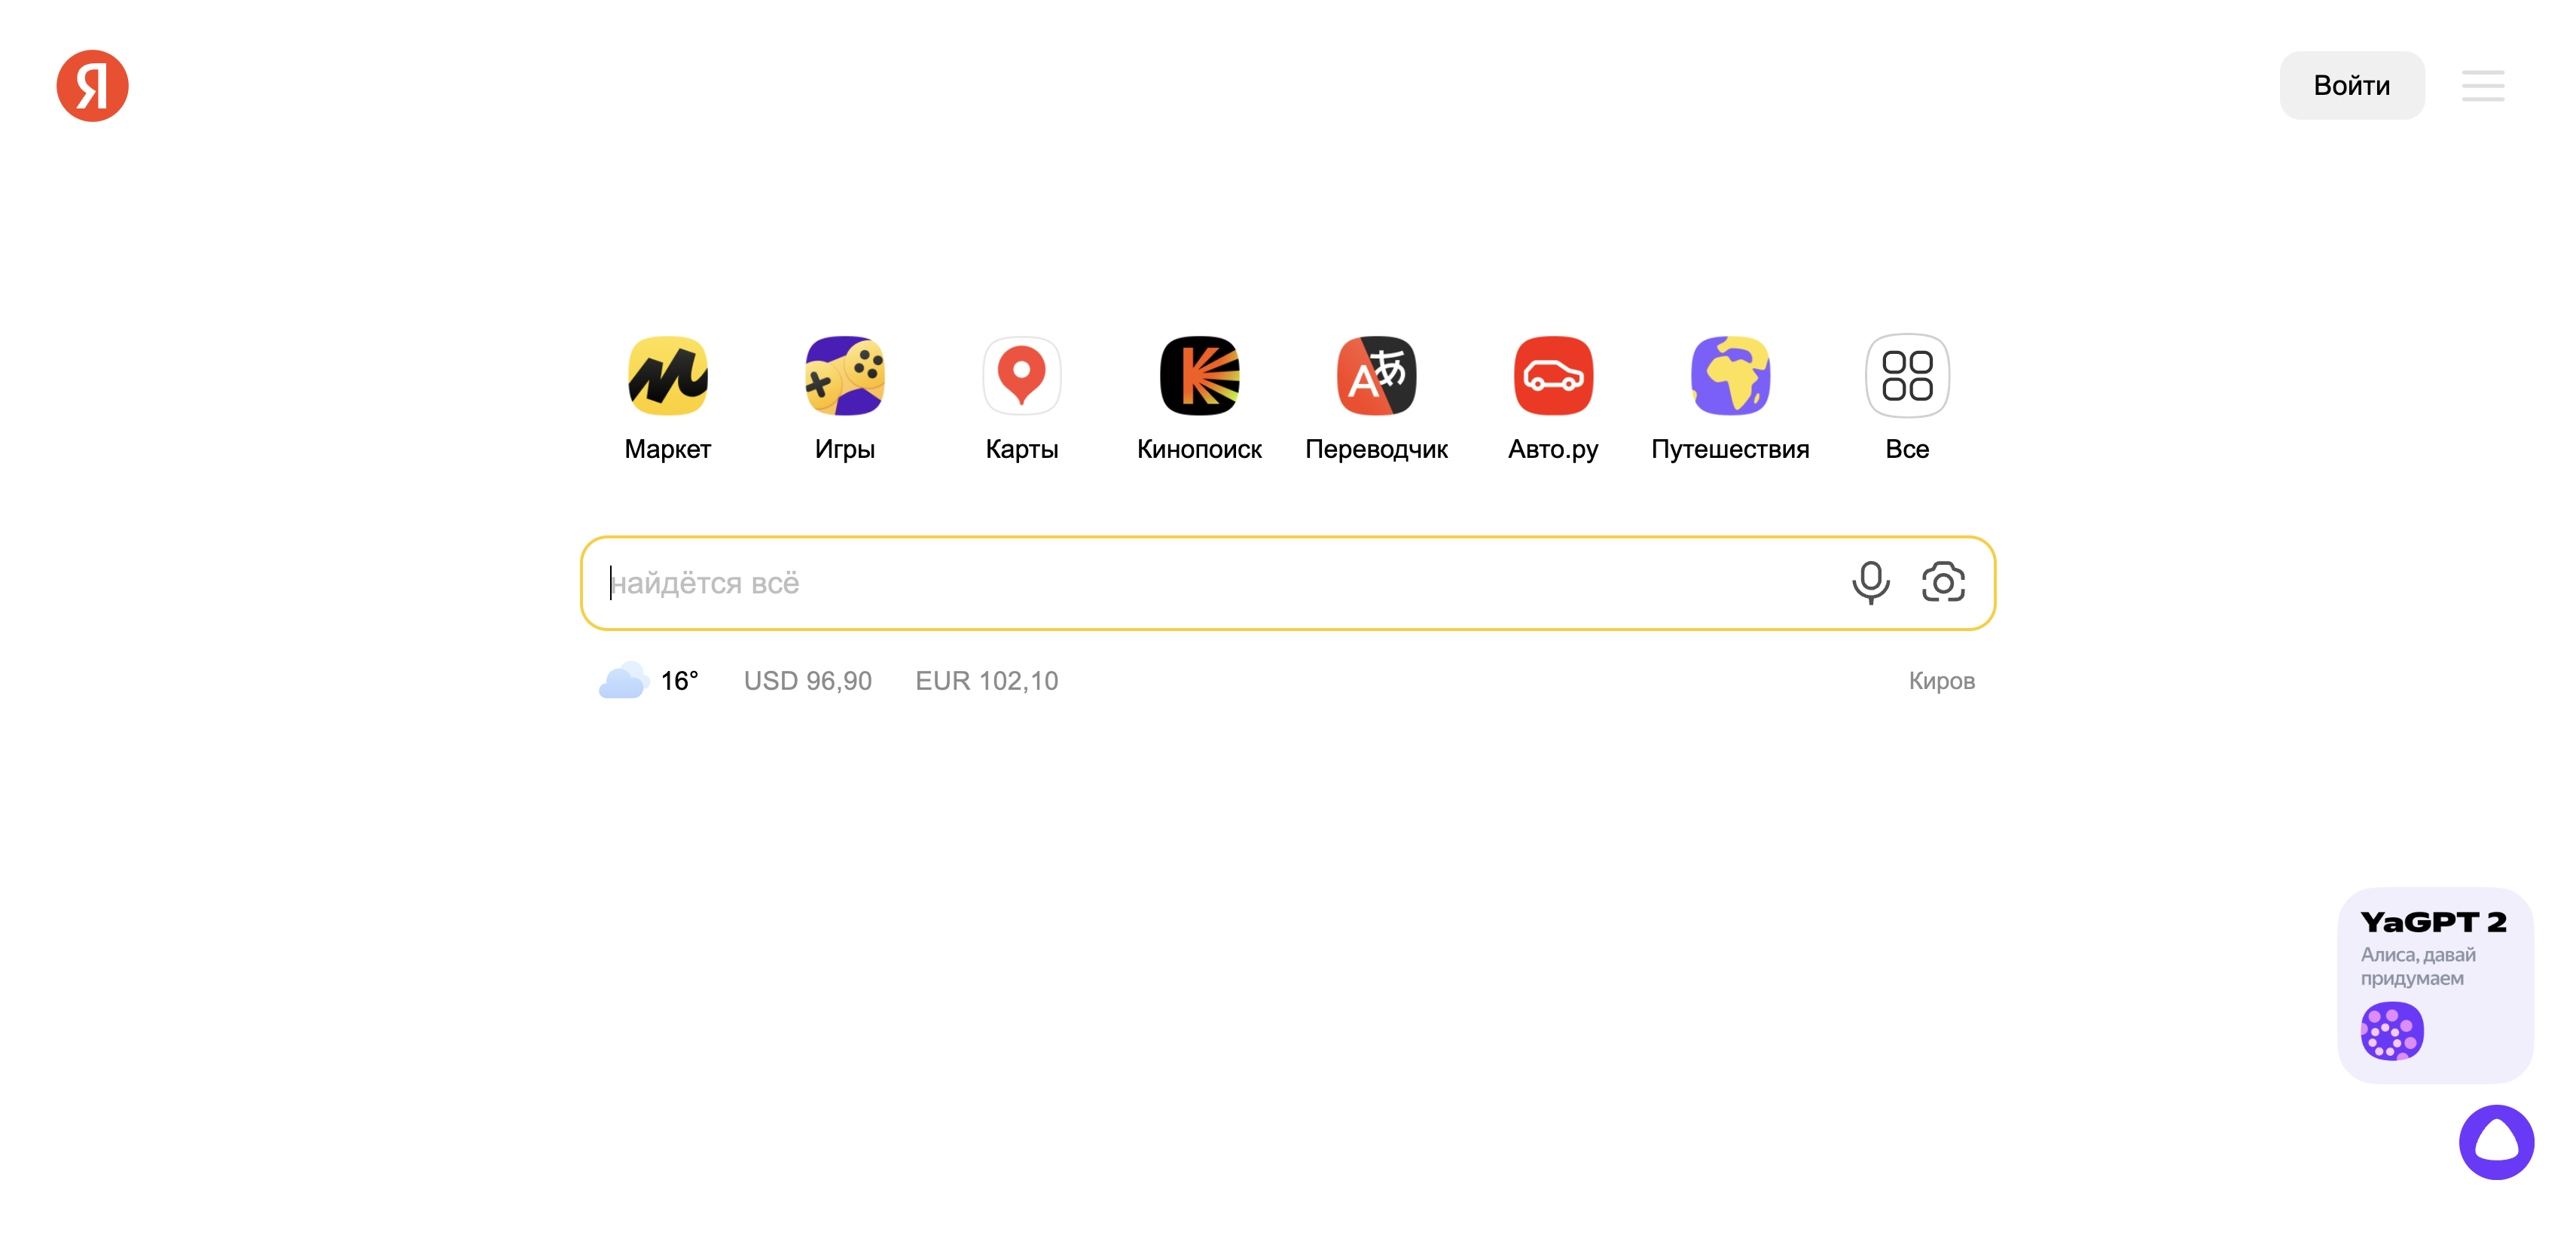 Я
Войти
Маркет
Игры
Карты
Кинопоиск
Переводчик
Авто.ру
Путешествия
Все
найдётся всё
16°
USD 96,90
EUR 102,10
Киров
YaGPT 2
Алиса, давай
придумаем